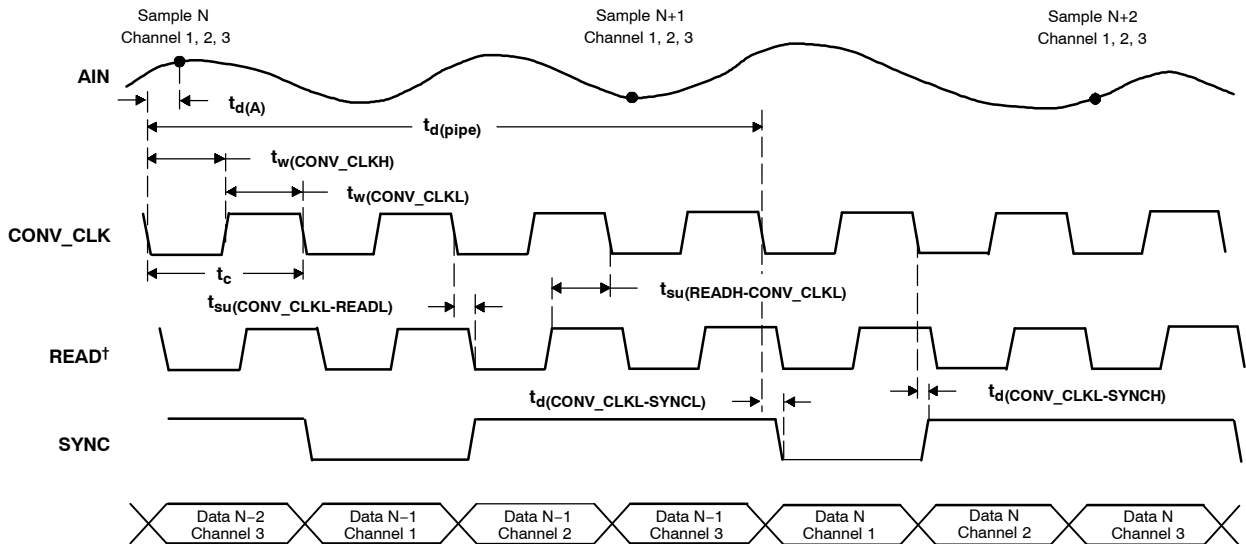 Sample N
Channel 1, 2, 3
Sample N+1
Channel 1, 2, 3
Sample N+2
Channel 1, 2, 3
AIN
td(A)
td(pipe)
tw(CONV_CLKH)
tw(CONV_CLKL)
CONV_CLK
tc
tsu(CONV_CLKL-READL)
tsu(READH-CONV_CLKL)
READ†
td(CONV_CLKL-SYNCL)
td(CONV_CLKL-SYNCH)
SYNC
Data N−2
Channel 3
Data N−1
Channel 1
Data N−1
Channel 2
Data N−1
Channel 3
Data N
Channel 1
Data N
Channel 2
Data N
Channel 3